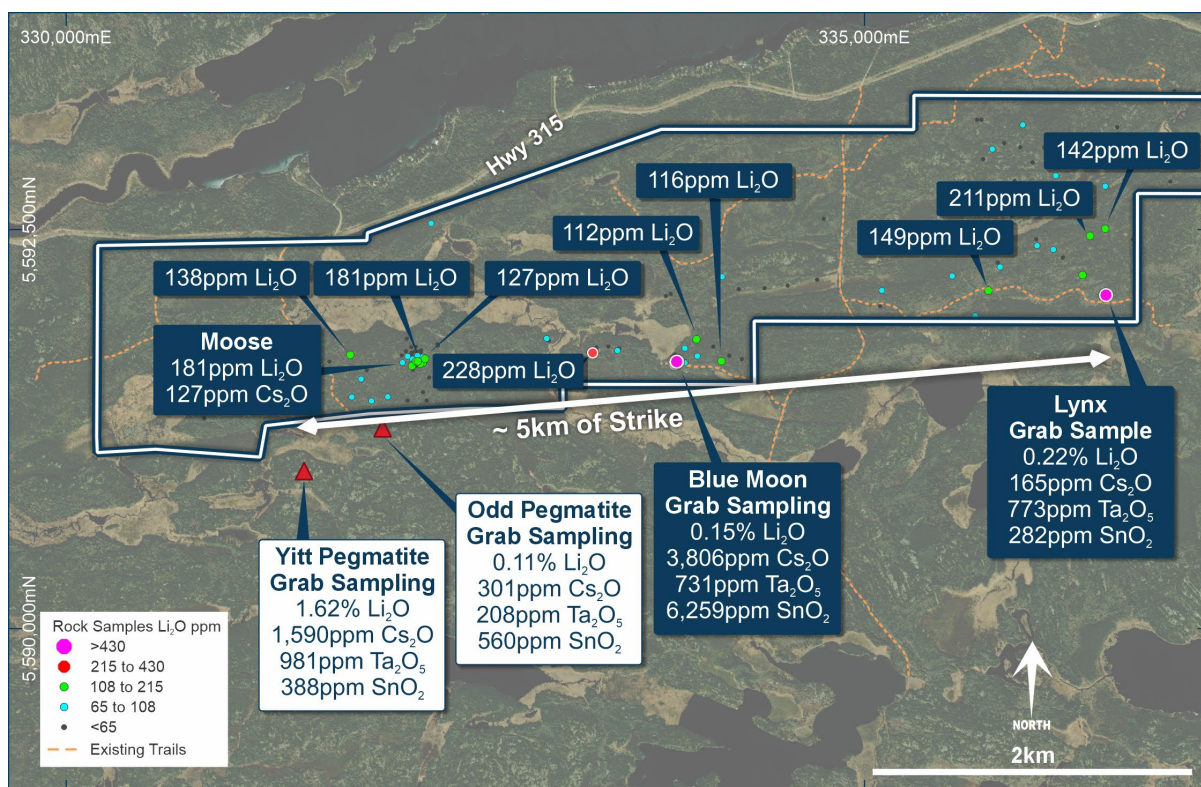 330,000mE
335,000mE
Hwy 315
5,592,500mN
142ppm Li₂O
116ppm Li₂O
211ppm Li₂O
112ppm Li₂O
149ppm Li₂O
138ppm Li₂O
181ppm Li₂O
127ppm Li₂O
Moose
181ppm Li₂O
127ppm Cs₂O
228ppm Li₂O
~ 5km of Strike
Lynx
Grab Sample
0.22% Li₂O
165ppm Cs₂O
773ppm Ta₂O₅
282ppm SnO₂
Blue Moon
Grab Sampling
0.15% Li₂O
3,806ppm Cs₂O
731ppm Ta₂O₅
6,259ppm SnO₂
Odd Pegmatite
Grab Sampling
0.11% Li₂O
301ppm Cs₂O
208ppm Ta₂O₅
560ppm SnO₂
Yitt Pegmatite
Grab Sampling
1.62% Li₂O
1,590ppm Cs₂O
981ppm Ta₂O₅
388ppm SnO₂
5,590,000mN
Rock Samples Li₂O ppm
>430
215 to 430
108 to 215
65 to 108
<65
Existing Trails
NORTH
2km